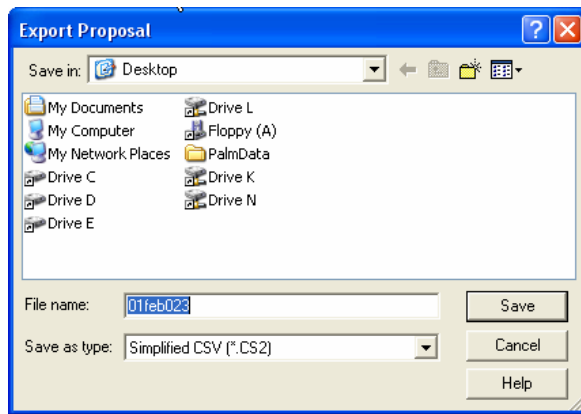 Export Proposal
Save in: Desktop
My Documents Drive L
My Computer Floppy (A)
My Network Places PalmData
Drive C Drive K
Drive D Drive N
Drive E
File name: 01feb023 Save
Save as type: Simplified CSV (*.CS2) Cancel
Help